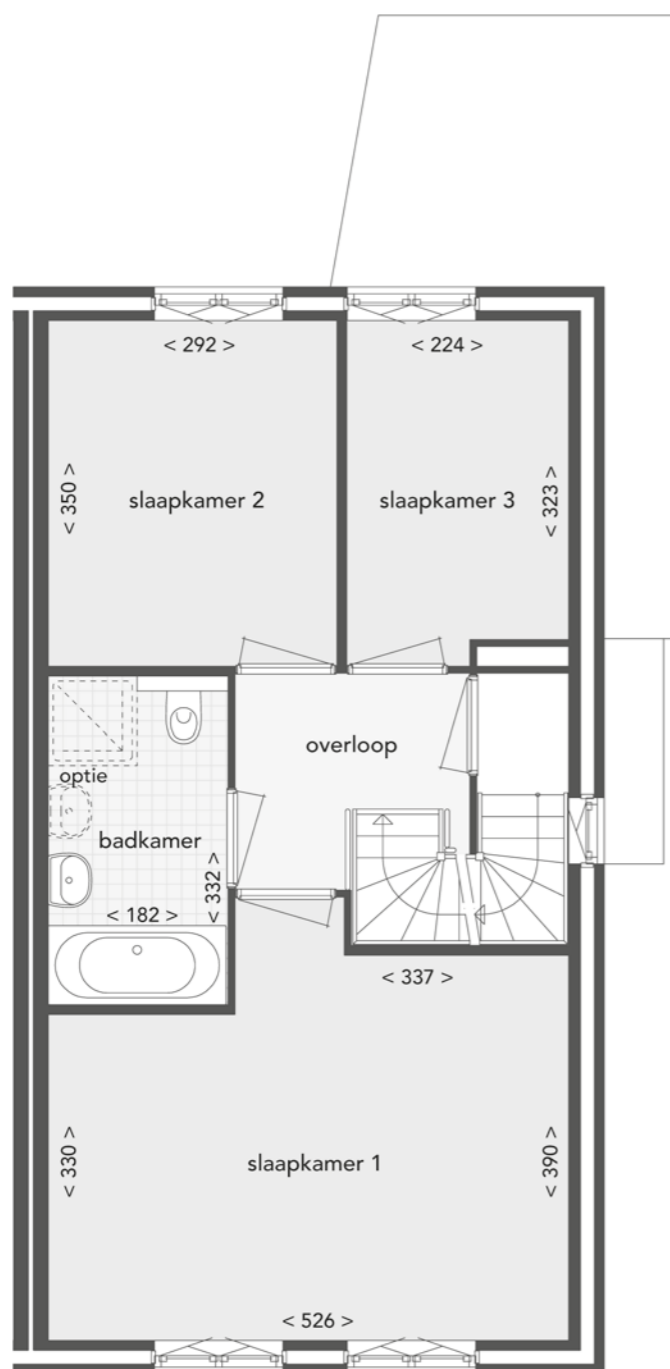 < 292 >
< 224 >
< 350 >
slaapkamer 2
slaapkamer 3
< 323 >
overloop
optie
badkamer
< 332 >
< 182 >
< 337 >
< 330 >
slaapkamer 1
< 390 >
< 526 >